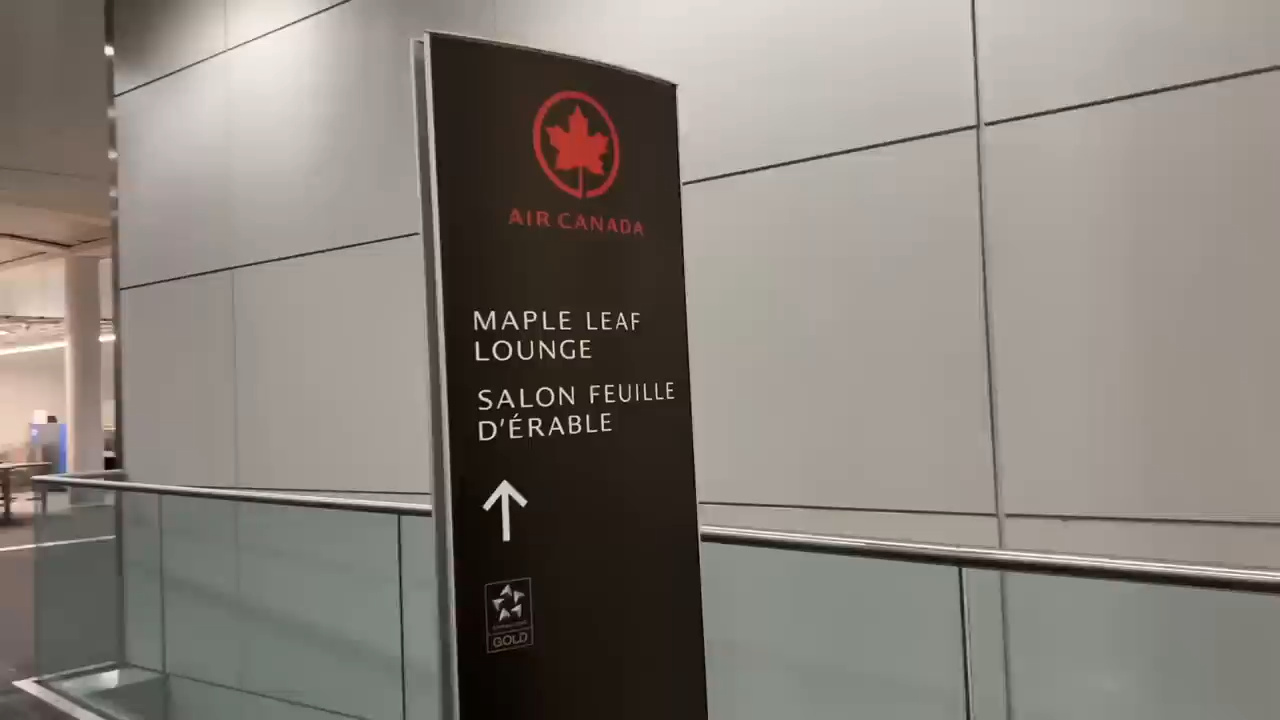 AIR CANADA
MAPLE LEAF
LOUNGE
SALON FEUILLE
D'ÉRABLE
GOLD